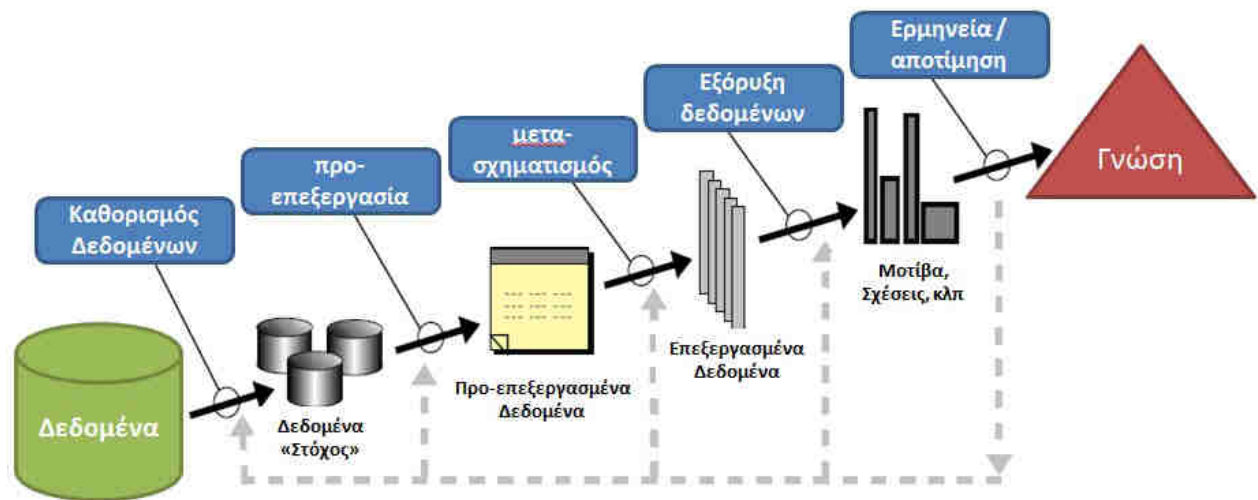 Καθορισμός
Δεδομένων
προ-
επεξεργασία
μετα-
σχηματισμός
Εξόρυξη
δεδομένων
Ερμηνεία /
αποτίμηση
Δεδομένα
Δεδομένα
«Στόχος»
Προ-επεξεργασμένα
Δεδομένα
Επεξεργασμένα
Δεδομένα
Μοτίβα,
Σχέσεις, κλπ
Γνώση